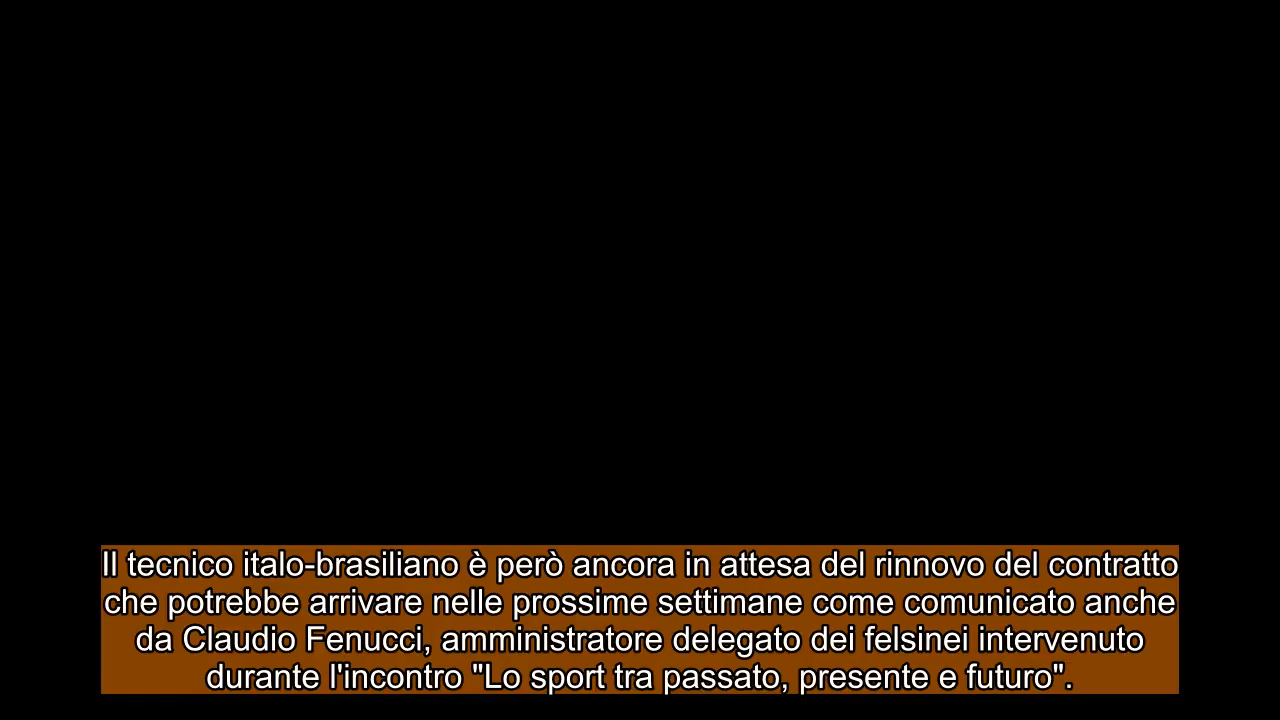 Il tecnico italo-brasiliano è però ancora in attesa del rinnovo del contratto
che potrebbe arrivare nelle prossime settimane come comunicato anche
da Claudio Fenucci, amministratore delegato dei felsinei intervenuto
durante l'incontro "Lo sport tra passato, presente e futuro".